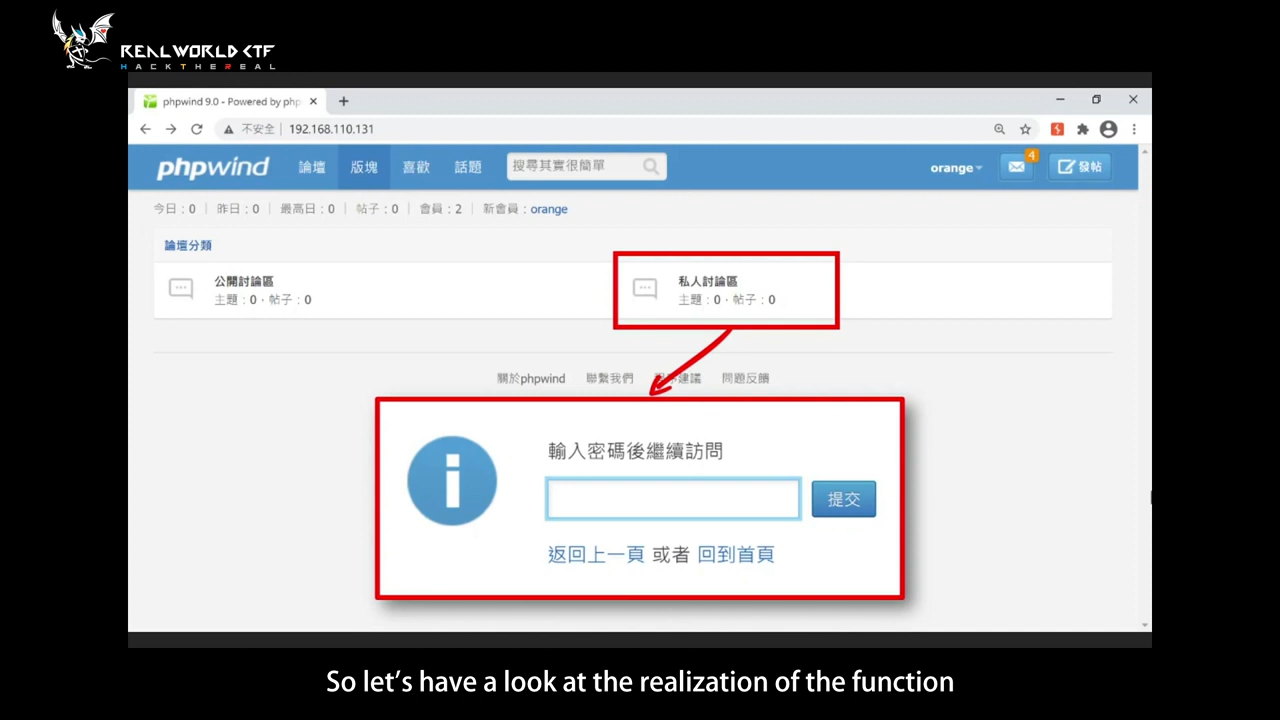 REALWORLD CTF
HACKTHEREAL
phpwind 9.0 - Powered by php
不安全 192.168.110.131
phpwind 論壇 版塊 喜歡 話題 搜尋其實很簡單 orange 4 發帖
今日：0 | 昨日：0 | 最高日：0 | 帖子：0 | 會員：2 | 新會員：orange
論壇分類
公開討論區
主題：0 · 帖子：0
私人討論區
主題：0 · 帖子：0
關於phpwind 聯繫我們 建議 問題反饋
輸入密碼後繼續訪問
提交
返回上一頁 或者 回到首頁
So let's have a look at the realization of the function